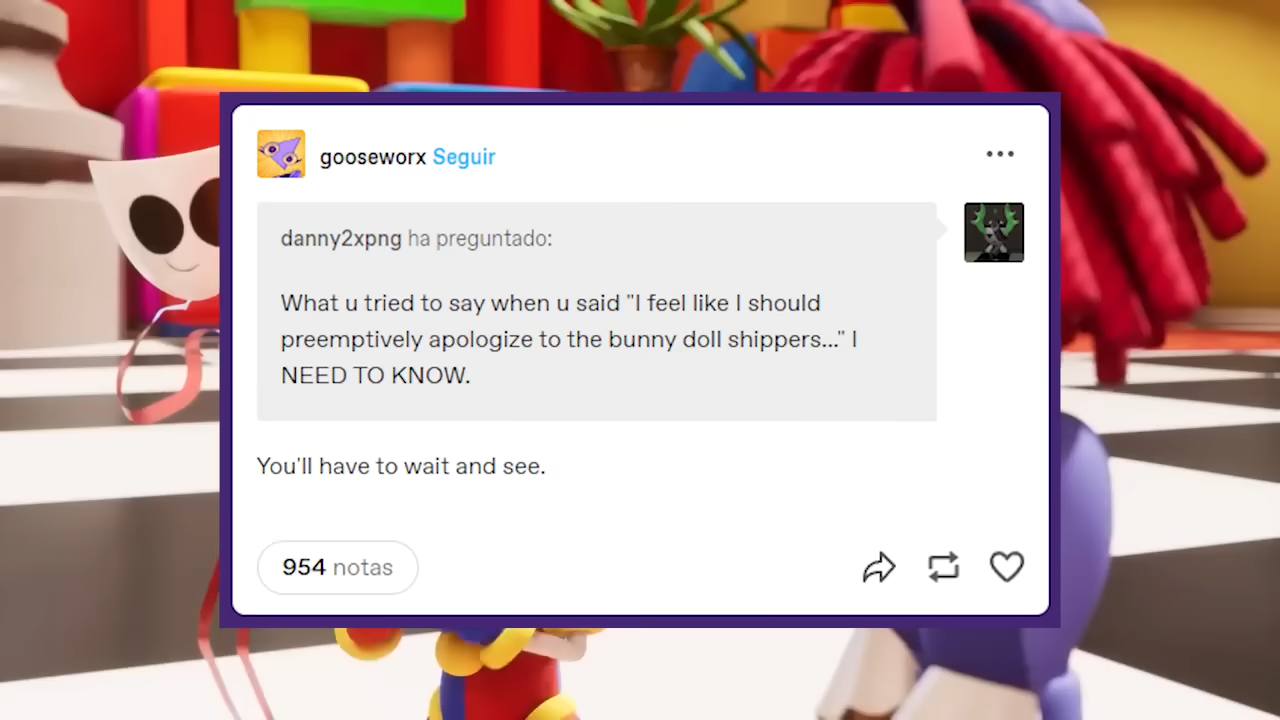 gooseworx Seguir
danny2xpng ha preguntado:
What u tried to say when u said "I feel like I should
preemptively apologize to the bunny doll shippers..." I
NEED TO KNOW.
You'll have to wait and see.
954 notas